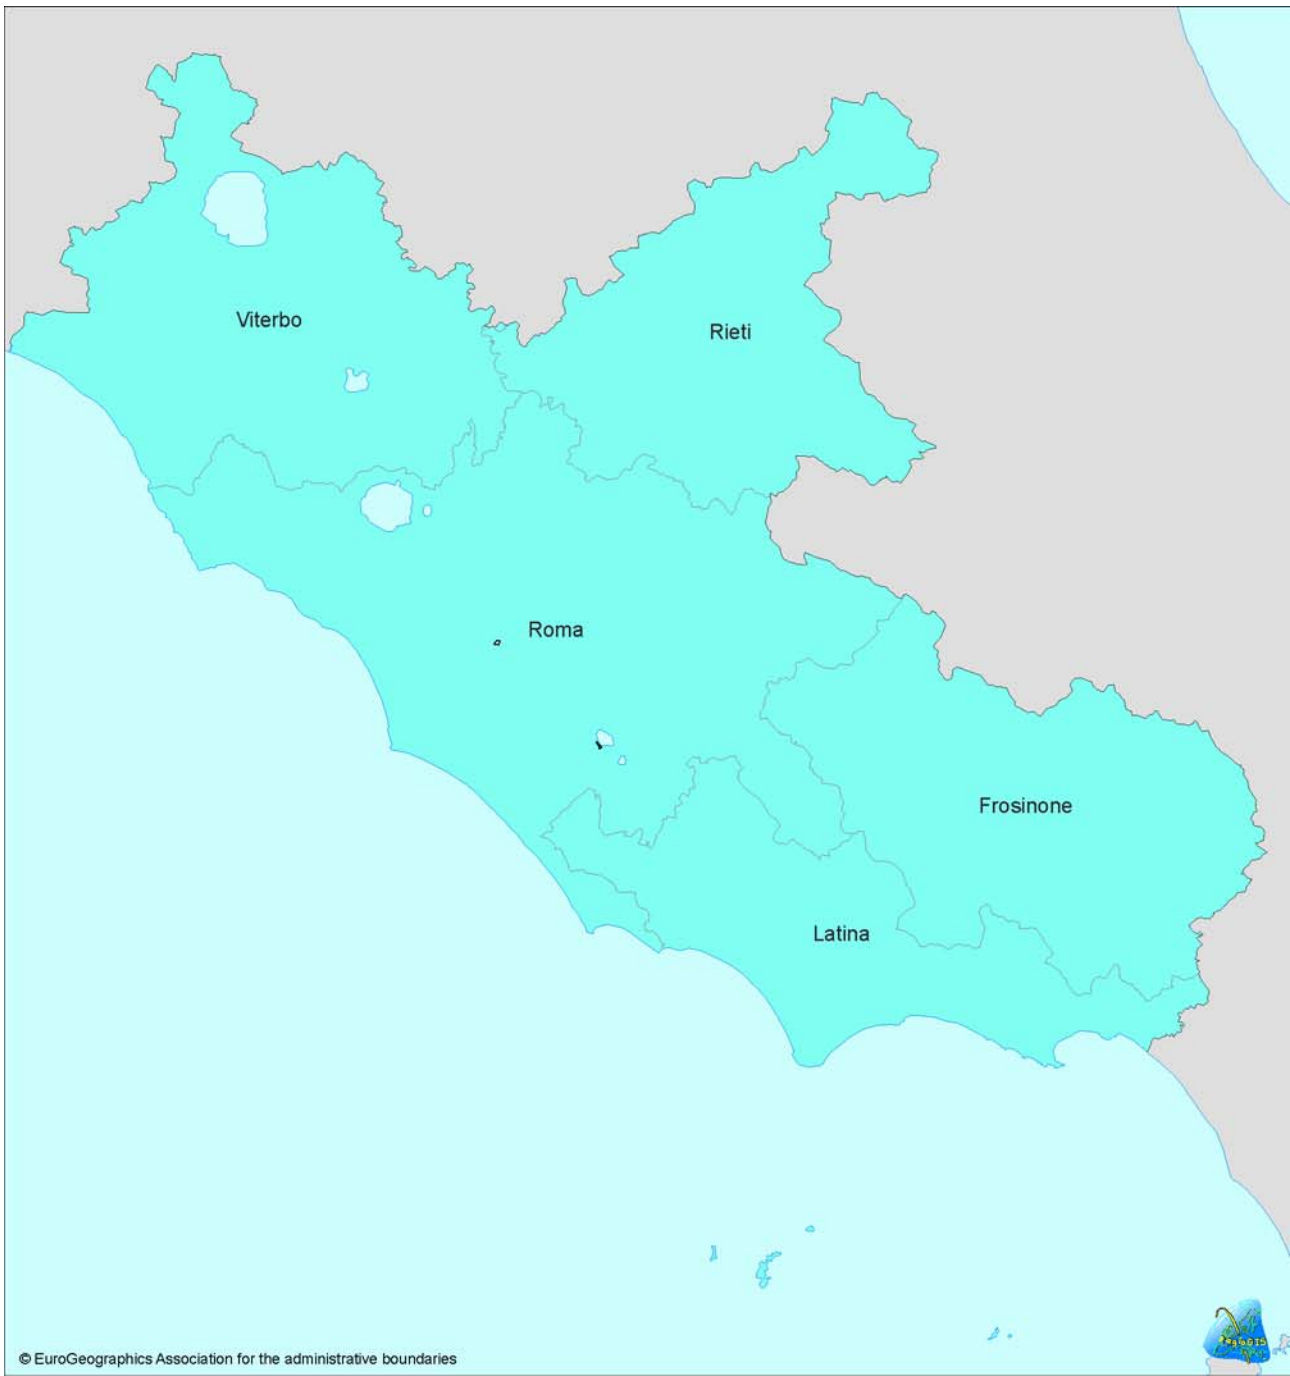 Viterbo
Rieti
Roma
Frosinone
Latina
© EuroGeographics Association for the administrative boundaries